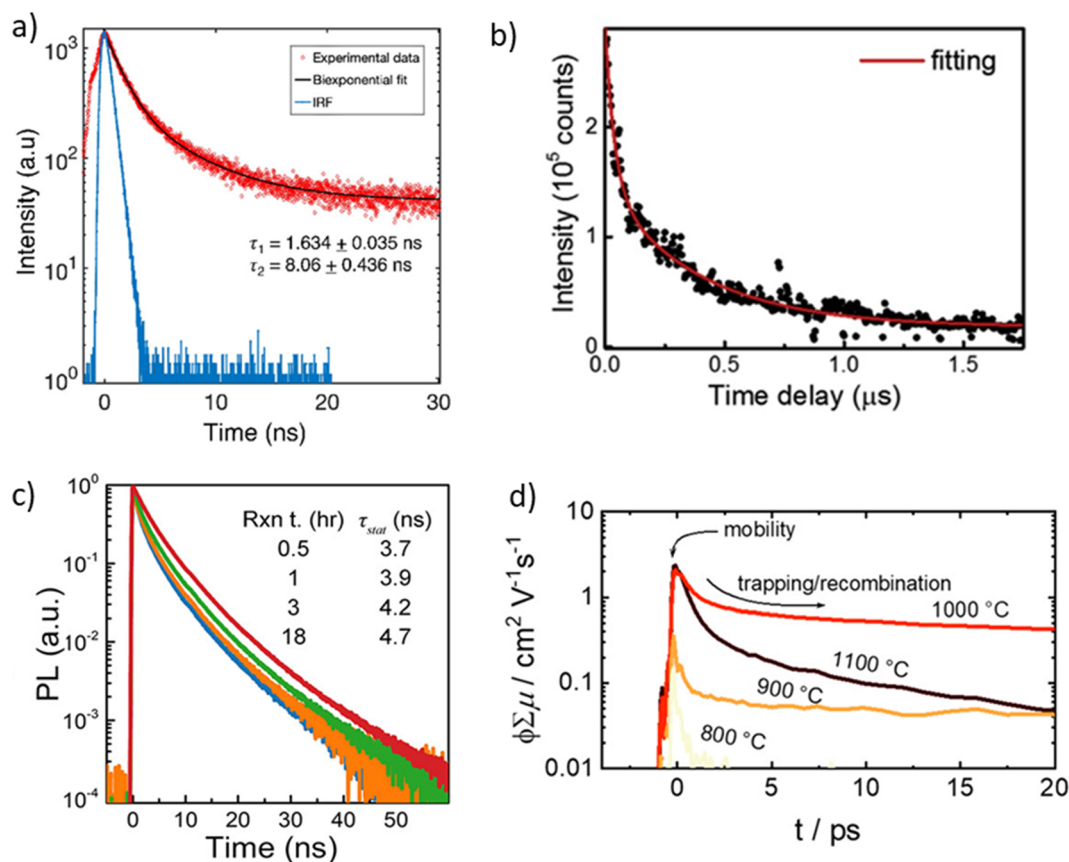 a)
Intensity (a.u)
10³
10²
10¹
10⁰
Experimental data
Biexponential fit
IRF
τ₁ = 1.634 ± 0.035 ns
τ₂ = 8.06 ± 0.436 ns
0 10 20 30
Time (ns)
b)
Intensity (10⁵ counts)
2
1
0
fitting
0.0 0.5 1.0 1.5
Time delay (μs)
c)
PL (a.u.)
10⁰
10⁻¹
10⁻²
10⁻³
10⁻⁴
Rxn t. (hr) τstat (ns)
0.5 3.7
1 3.9
3 4.2
18 4.7
0 10 20 30 40 50
Time (ns)
d)
ϕΣμ / cm² V⁻¹s⁻¹
10
1
0.1
0.01
mobility
trapping/recombination
1000 °C
1100 °C
900 °C
800 °C
0 5 10 15 20
t / ps